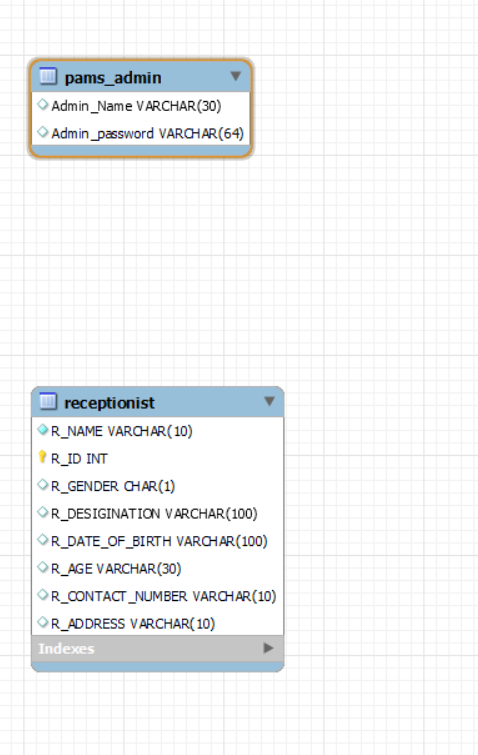 pams_admin
Admin_Name VARCHAR(30)
Admin_password VARCHAR(64)
receptionist
R_NAME VARCHAR(10)
R_ID INT
R_GENDER CHAR(1)
R_DESIGINATION VARCHAR(100)
R_DATE_OF_BIRTH VARCHAR(100)
R_AGE VARCHAR(30)
R_CONTACT_NUMBER VARCHAR(10)
R_ADDRESS VARCHAR(10)
Indexes